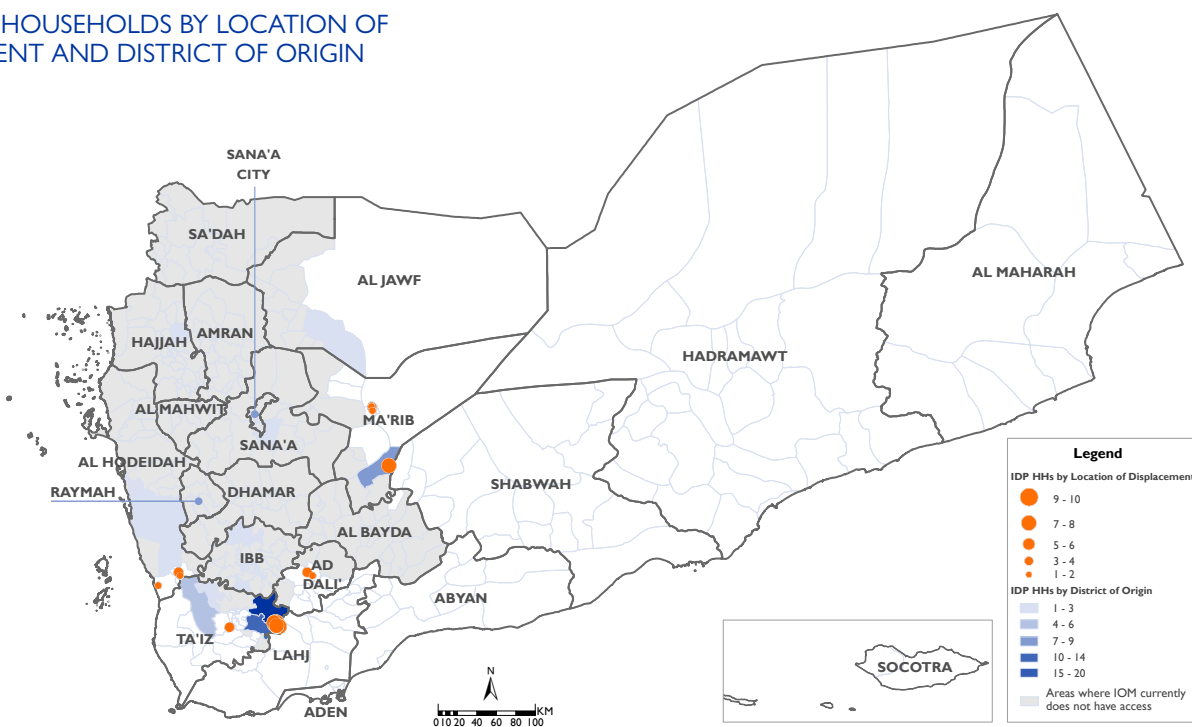 HOUSEHOLDS BY LOCATION OF
ENT AND DISTRICT OF ORIGIN
SANA'A
CITY
SA'DAH
AL JAWF
AL MAHARAH
HAJJAH
AMRAN
HADRAMAWT
AL MAHWIT
MA'RIB
SANA'A
AL HODEIDAH
RAYMAH
DHAMAR
SHABWAH
AL BAYDA
IBB
AD
DALI'
ABYAN
TA'IZ
LAHJ
ADEN
SOCOTRA
N
0 10 20 40 60 80 100
KM
Legend
IDP HHs by Location of Displacement
9 - 10
7 - 8
5 - 6
3 - 4
1 - 2
IDP HHs by District of Origin
1 - 3
4 - 6
7 - 9
10 - 14
15 - 20
Areas where IOM currently
does not have access